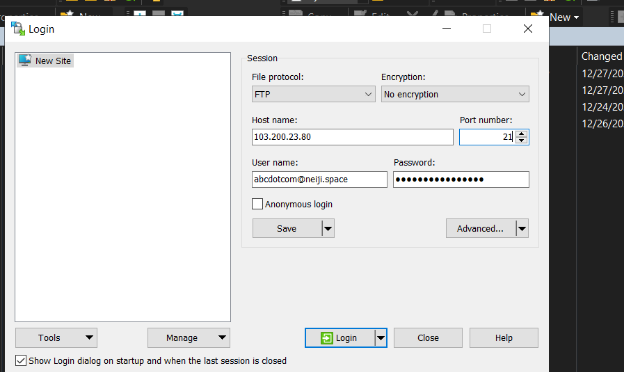 New
Edit
Properties
New
Login
Changed
New Site
Session
File protocol:
Encryption:
12/27/20
FTP
No encryption
12/27/20
12/24/20
Host name:
Port number:
12/26/20
103.200.23.80
21
User name:
Password:
abcdotcom@neiji.space
••••••••••••••••
Anonymous login
Save
Advanced...
Tools
Manage
Login
Close
Help
Show Login dialog on startup and when the last session is closed